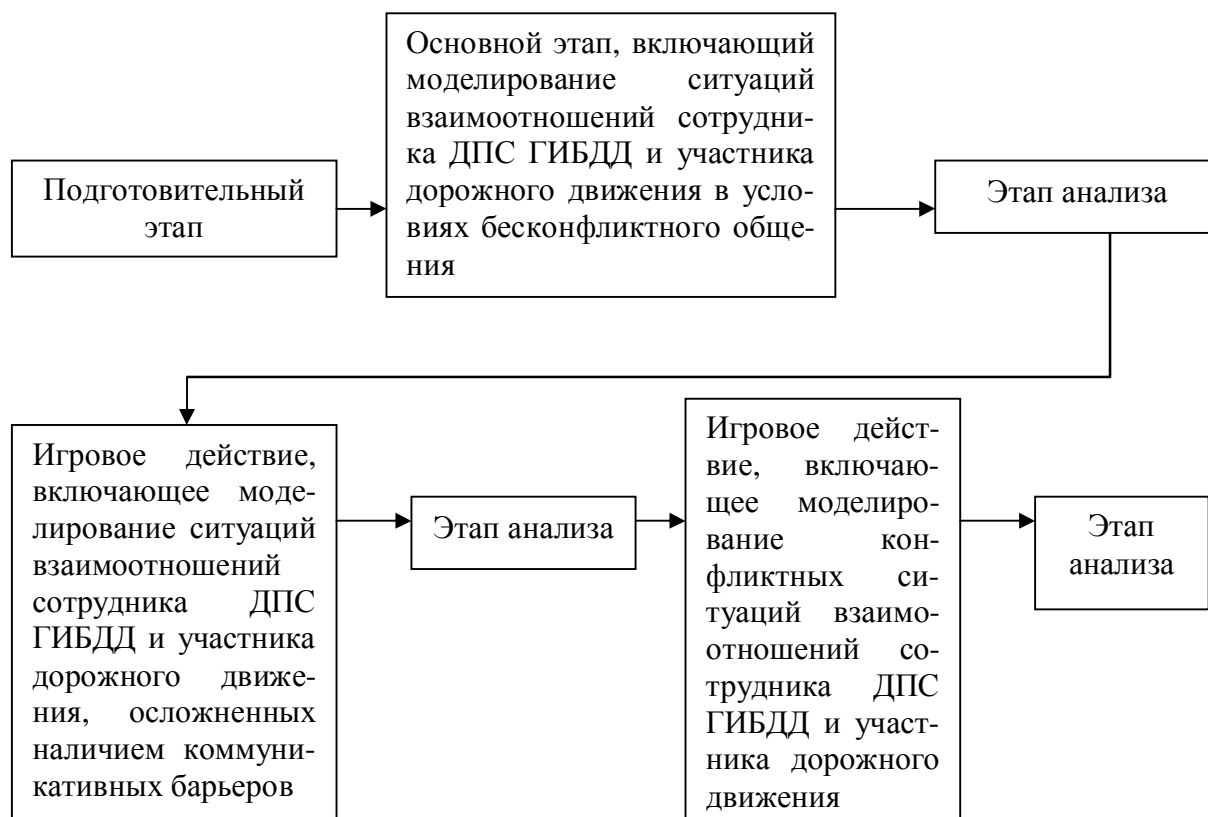 Подготовительный
этап
Основной этап, включающий
моделирование ситуаций
взаимоотношений сотрудни-
ка ДПС ГИБДД и участника
дорожного движения в усло-
виях бесконфликтного обще-
ния
Этап анализа
Игровое действие,
включающее моде-
лирование ситуаций
взаимоотношений
сотрудника ДПС
ГИБДД и участника
дорожного движе-
ния, осложненных
наличием коммуни-
кативных барьеров
Этап анализа
Игровое дейст-
вие, включаю-
щее моделиро-
вание кон-
фликтных си-
туаций взаимо-
отношений со-
трудника ДПС
ГИБДД и участ-
ника дорожного
движения
Этап
анализа